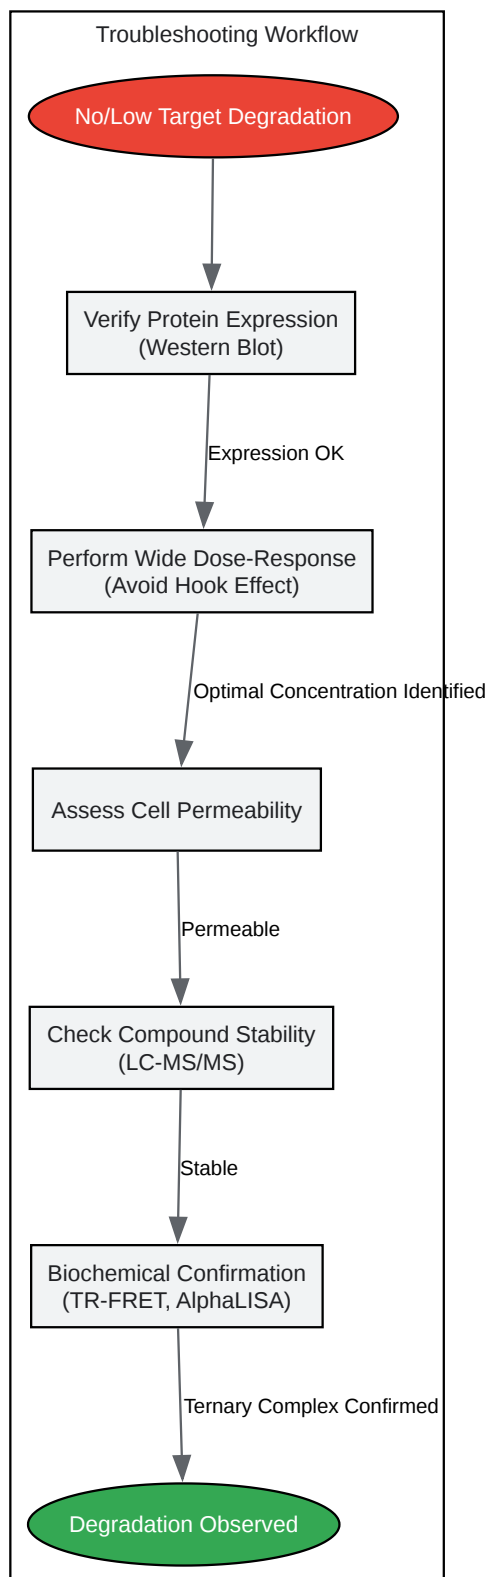 Troubleshooting Workflow
No/Low Target Degradation
Verify Protein Expression
(Western Blot)
Expression OK
Perform Wide Dose-Response
(Avoid Hook Effect)
Optimal Concentration Identified
Assess Cell Permeability
Permeable
Check Compound Stability
(LC-MS/MS)
Stable
Biochemical Confirmation
(TR-FRET, AlphaLISA)
Ternary Complex Confirmed
Degradation Observed